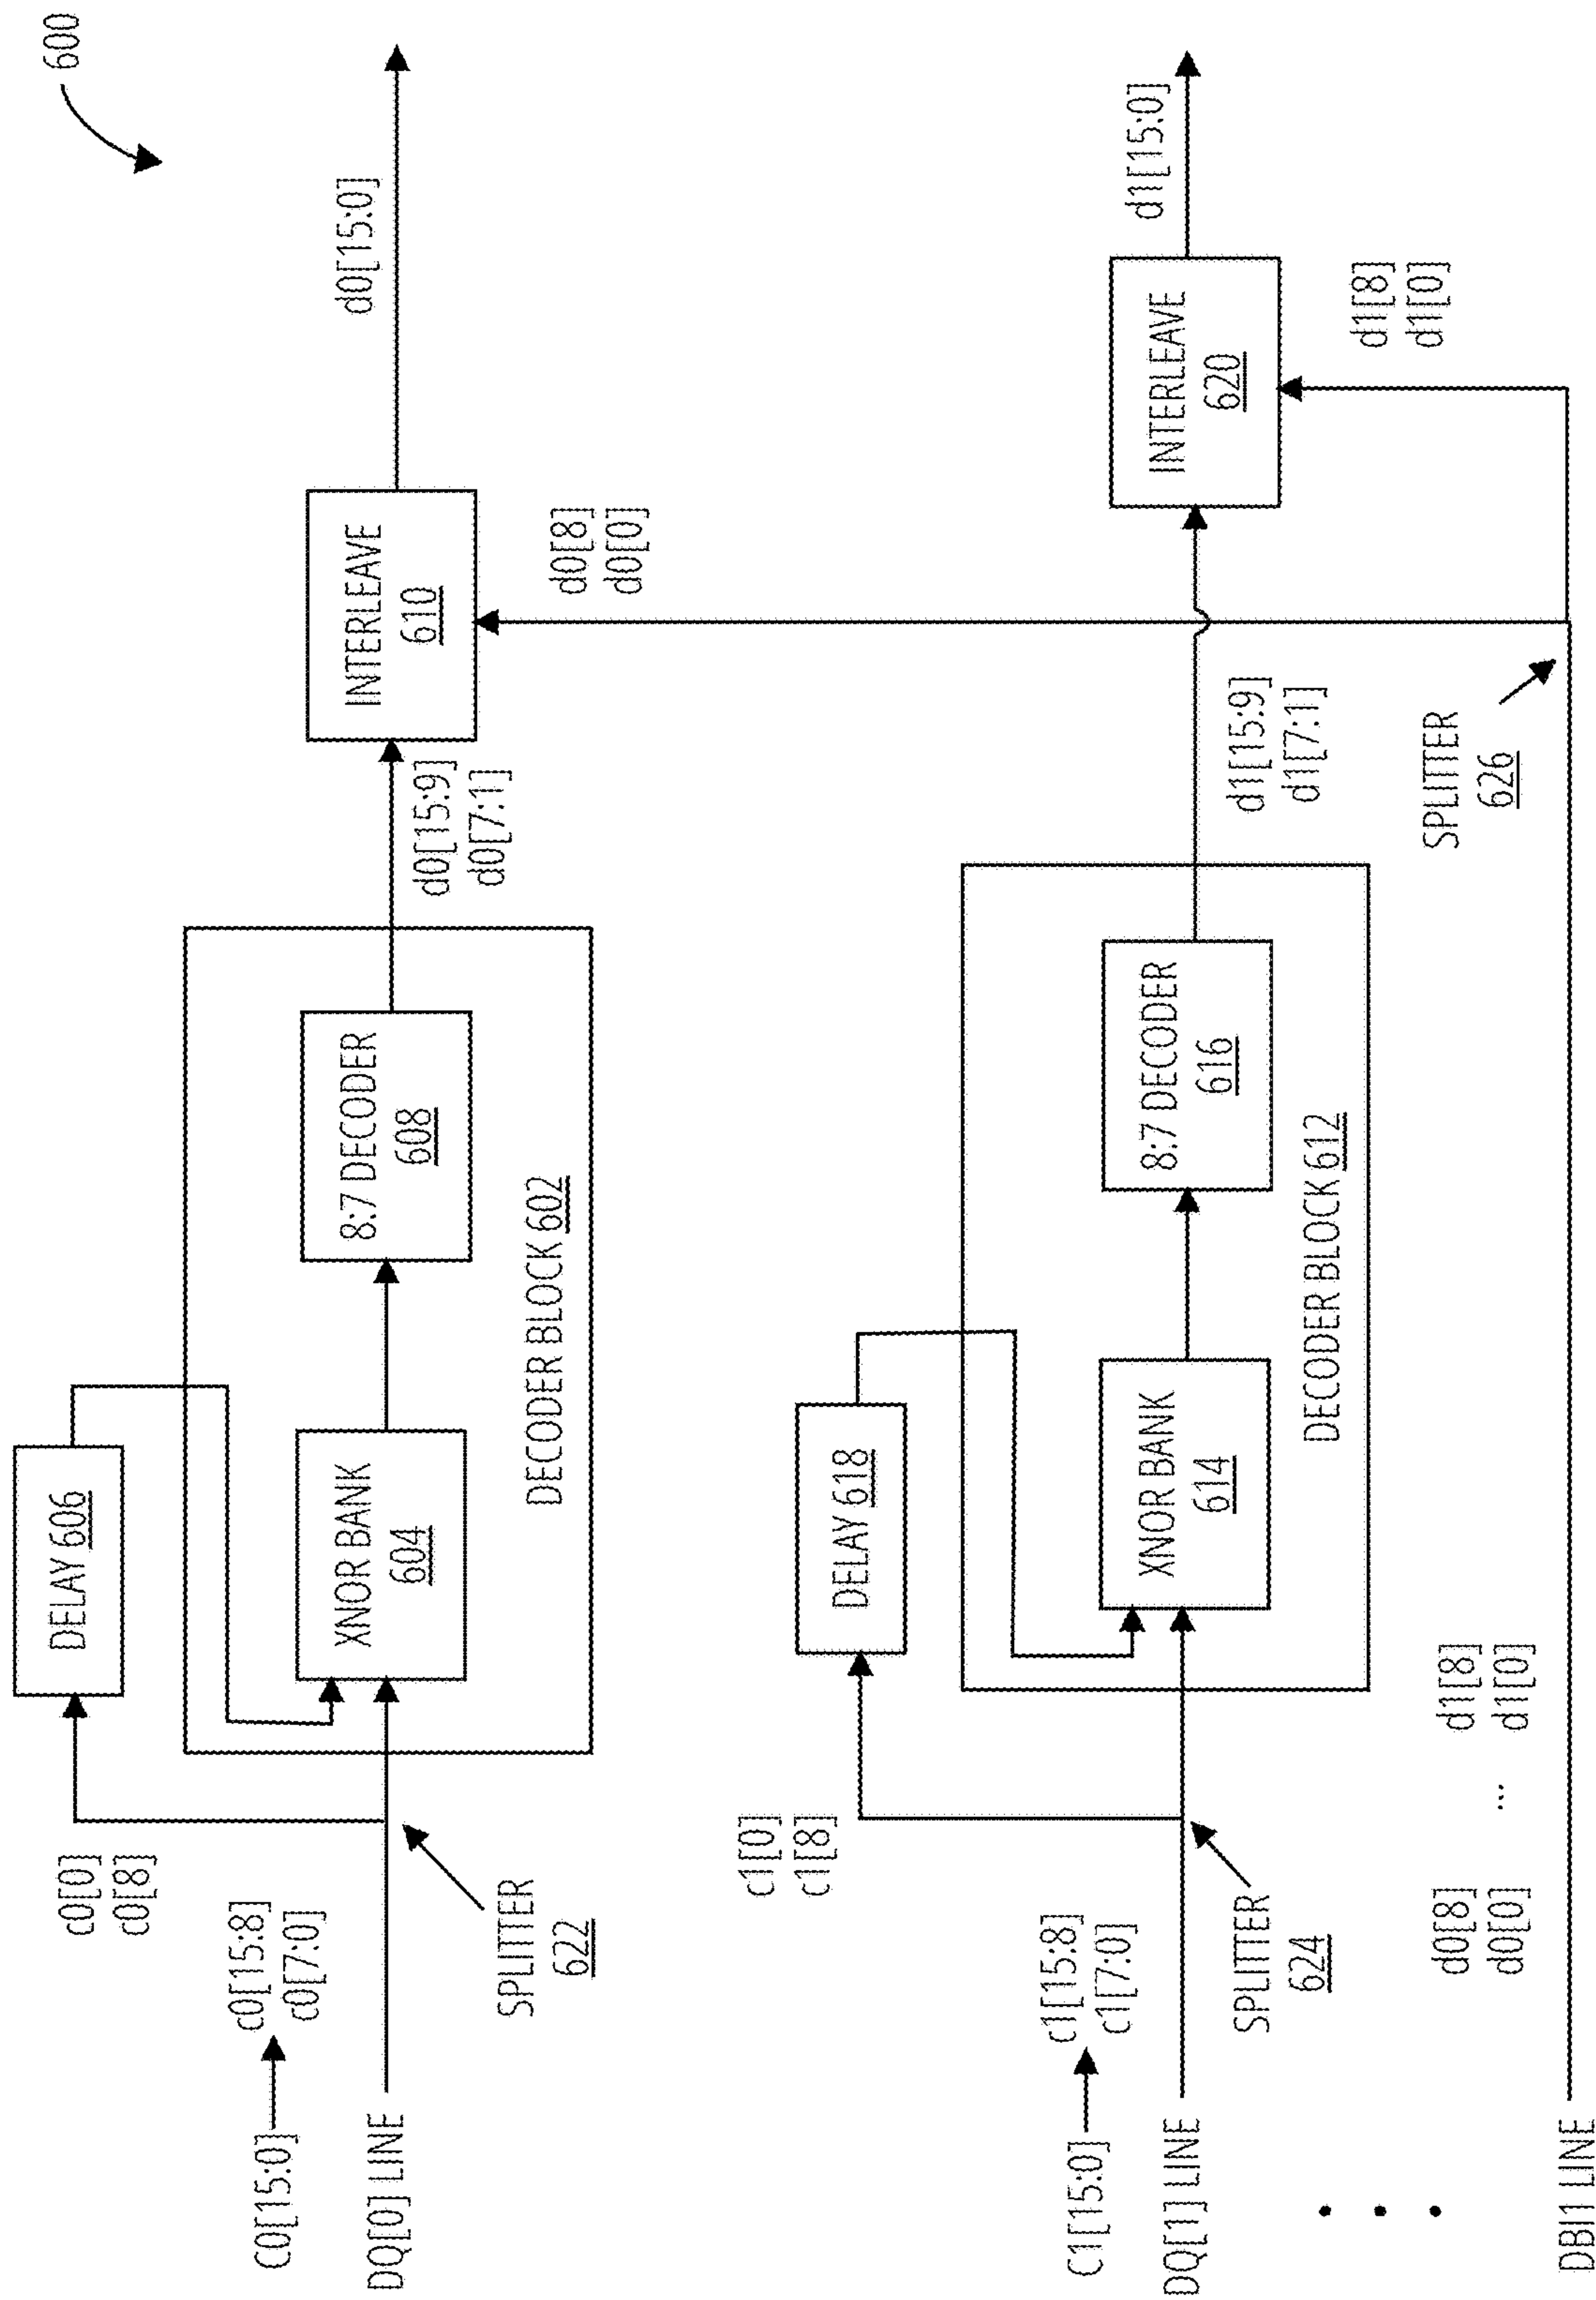 600
DELAY 606
c0[0]
c0[8]
C0[15:0]
c0[15:8]
c0[7:0]
DQ[0] LINE
SPLITTER
622
XNOR BANK
604
8:7 DECODER
608
DECODER BLOCK 602
d0[15:9]
d0[7:1]
INTERLEAVE
610
d0[15:0]
d0[8]
d0[0]
DELAY 618
c1[0]
c1[8]
C1[15:0]
c1[15:8]
c1[7:0]
DQ[1] LINE
SPLITTER
624
XNOR BANK
614
8:7 DECODER
616
DECODER BLOCK 612
d1[15:9]
d1[7:1]
INTERLEAVE
620
d1[15:0]
d1[8]
d1[0]
SPLITTER
626
d0[8] ... d1[8]
d0[0] d1[0]
DBI1 LINE